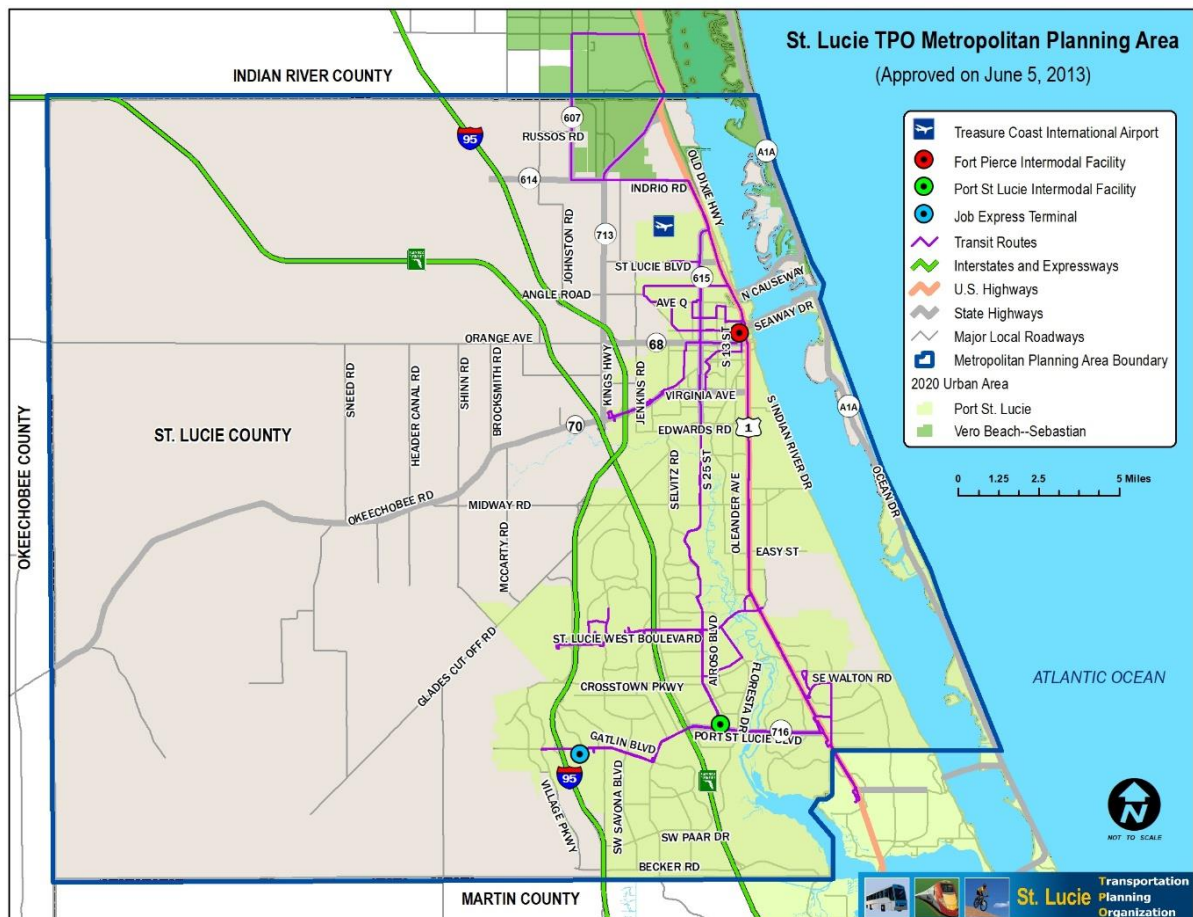 St. Lucie TPO Metropolitan Planning Area
(Approved on June 5, 2013)
Treasure Coast International Airport
Fort Pierce Intermodal Facility
Port St Lucie Intermodal Facility
Job Express Terminal
Transit Routes
Interstates and Expressways
U.S. Highways
State Highways
Major Local Roadways
Metropolitan Planning Area Boundary
2020 Urban Area
Port St. Lucie
Vero Beach--Sebastian
0 1.25 2.5 5 Miles
INDIAN RIVER COUNTY
607
95
RUSSOS RD
A1A
OLD DIXIE HWY
614
INDRIO RD
713
JOHNSTON RD
ST LUCIE BLVD
615
N CAUSEWAY
ANGLE ROAD
AVE Q
SEAWAY DR
ORANGE AVE
68
S 13 ST
SNEED RD
HEADER CANAL RD
SHINN RD
BROCKSMITH RD
KINGS HWY
JENKINS RD
VIRGINIA AVE
A1A
ST. LUCIE COUNTY
70
EDWARDS RD
1
S INDIAN RIVER DR
OKEECHOBEE COUNTY
SELVITZ RD
S 25 ST
OLEANDER AVE
OCEAN DR
OKEECHOBEE RD
MIDWAY RD
MCCARTY RD
EASY ST
ST. LUCIE WEST BOULEVARD
AIROSO BLVD
GLADES CUT-OFF RD
CROSSTOWN PKWY
FLORESTA DR
SE WALTON RD
ATLANTIC OCEAN
GATLIN BLVD
PORT ST LUCIE BLVD
716
95
VILLAGE PKWY
SW SAVONA BLVD
SW PAAR DR
BECKER RD
MARTIN COUNTY
N
NOT TO SCALE
St. Lucie
Transportation
Planning
Organization